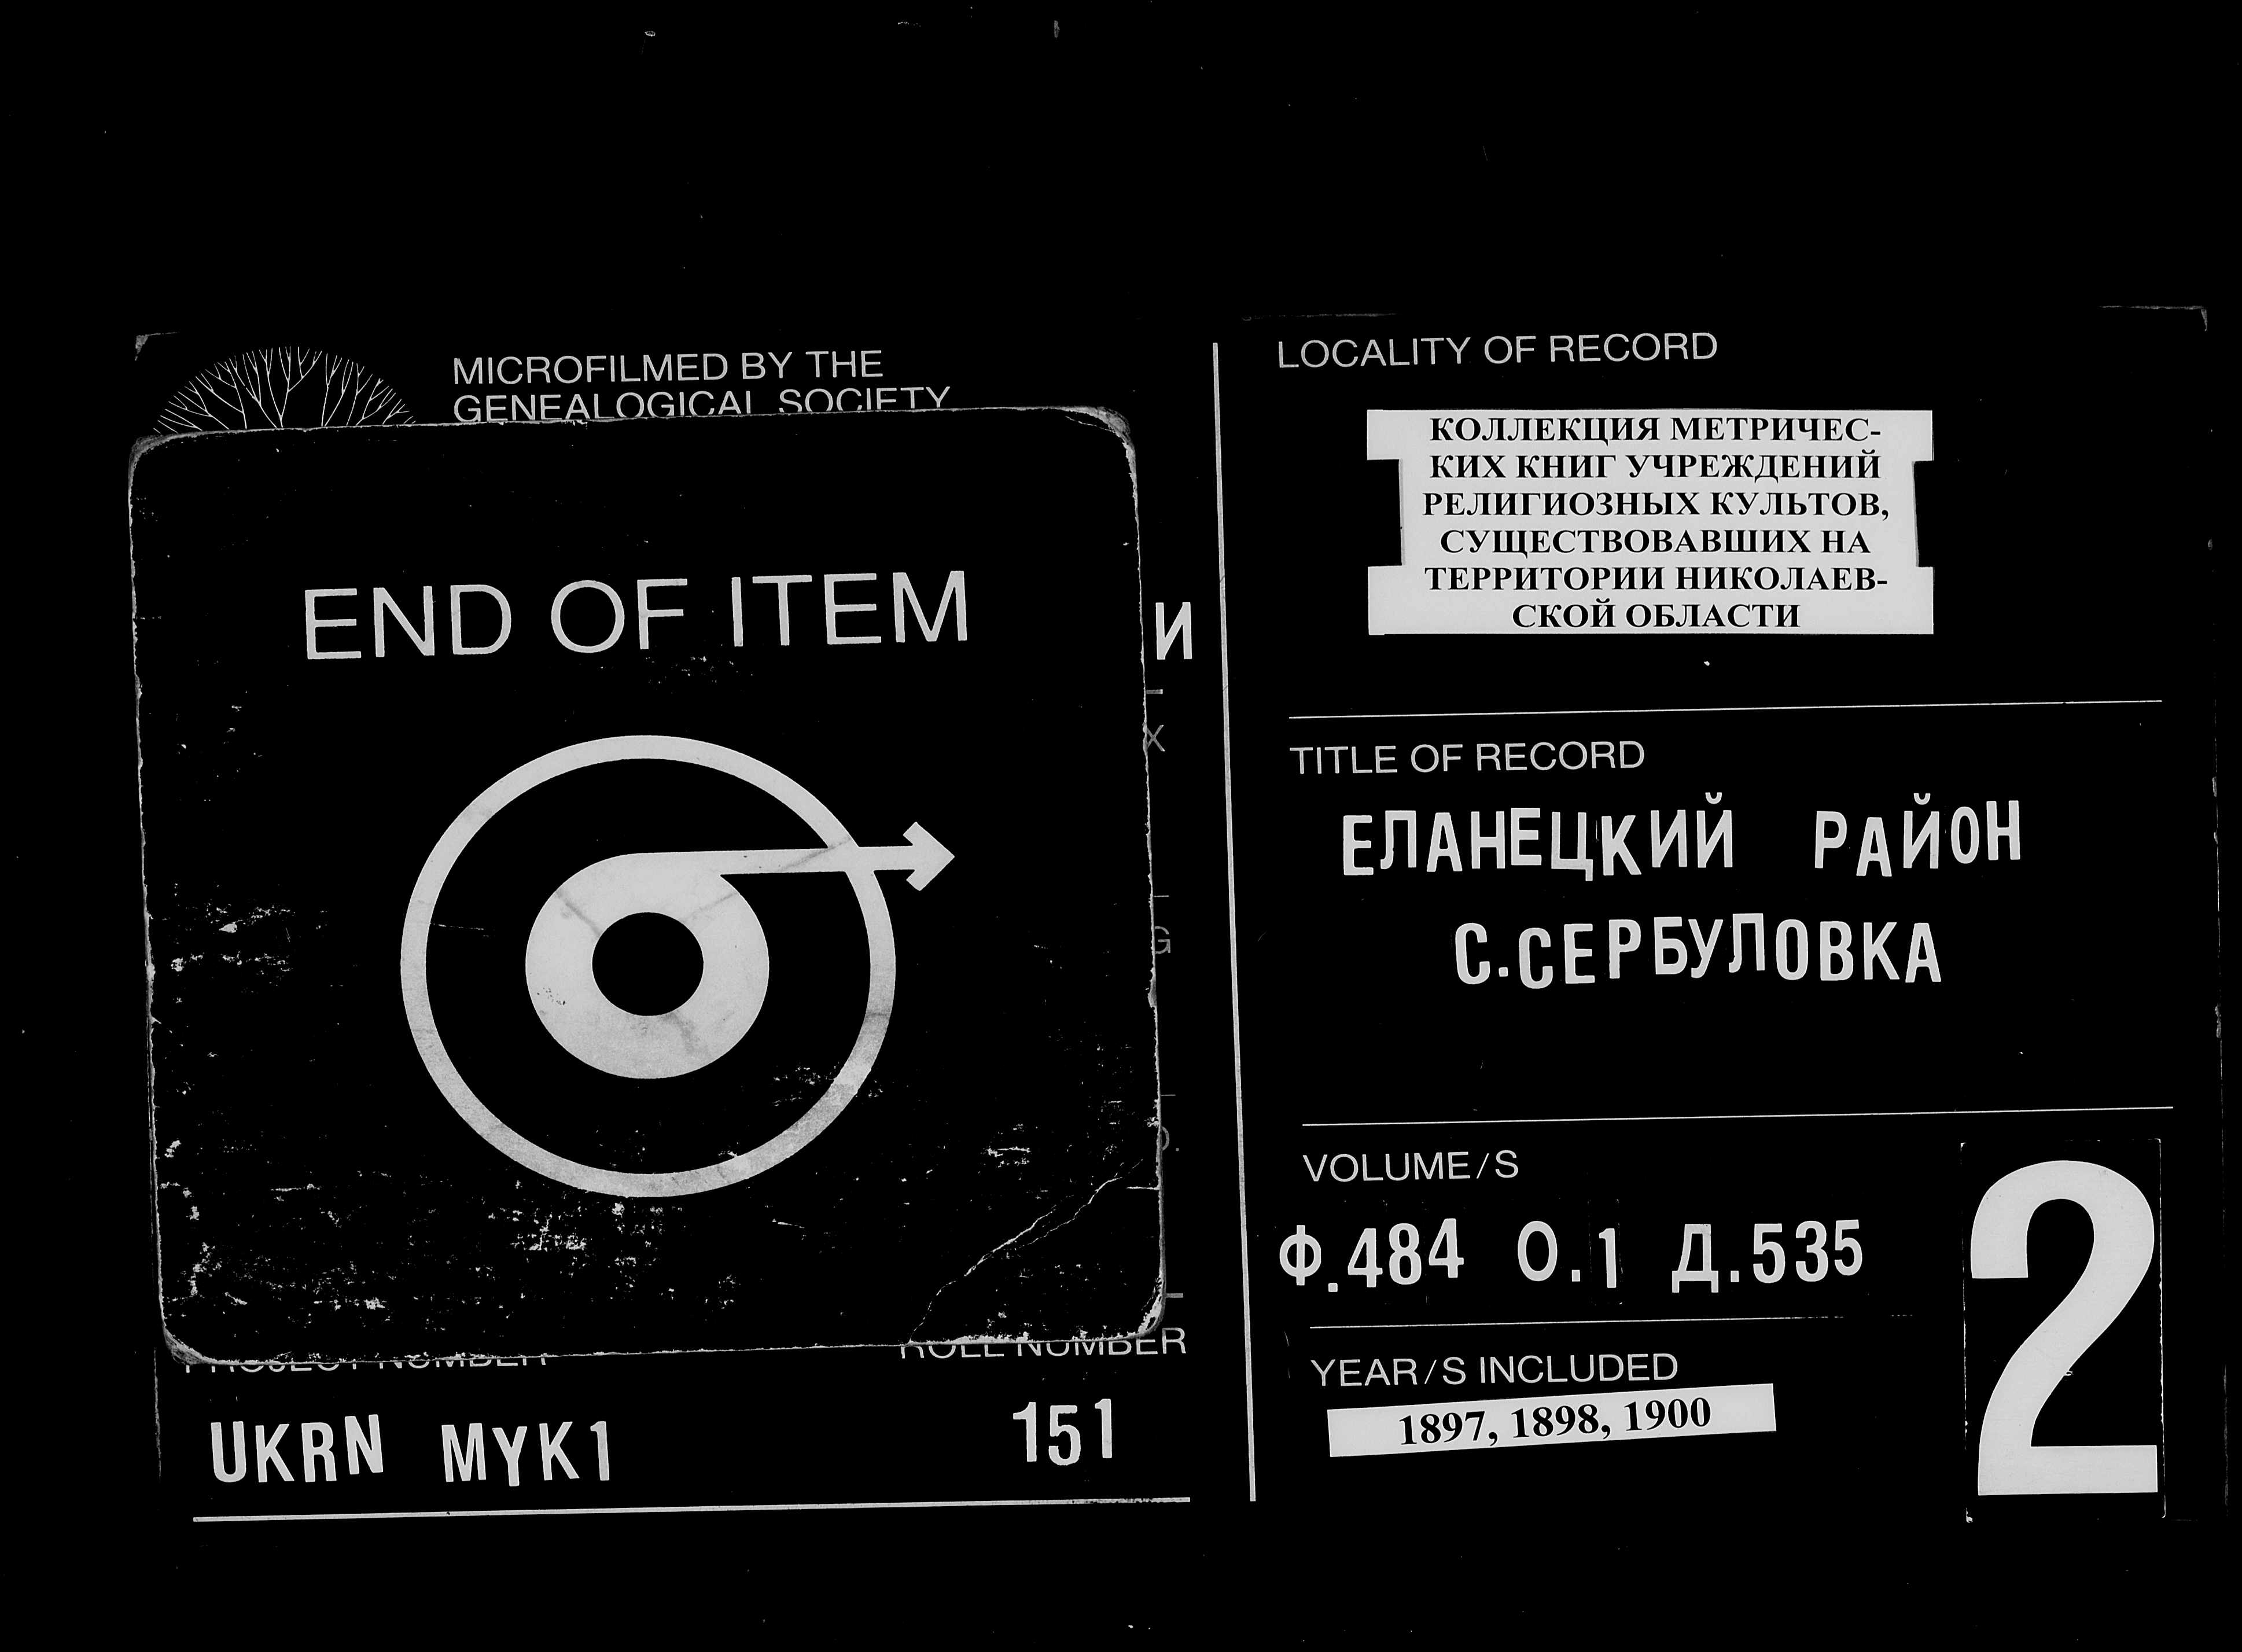 MICROFILMED BY THE
GENEALOGICAL SOCIETY
END OF ITEM
И
X
G
PROJECT NUMBER
ROLL NUMBER
UKRN MYK1
151
LOCALITY OF RECORD
КОЛЛЕКЦИЯ МЕТРИЧЕС-
КИХ КНИГ УЧРЕЖДЕНИЙ
РЕЛИГИОЗНЫХ КУЛЬТОВ,
СУЩЕСТВОВАВШИХ НА
ТЕРРИТОРИИ НИКОЛАЕВ-
СКОЙ ОБЛАСТИ
TITLE OF RECORD
ЕЛАНЕЦКИЙ РАЙОН
С.СЕРБУЛОВКА
VOLUME/S
Ф.484 О.1 Д.535
YEAR/S INCLUDED
1897, 1898, 1900
2